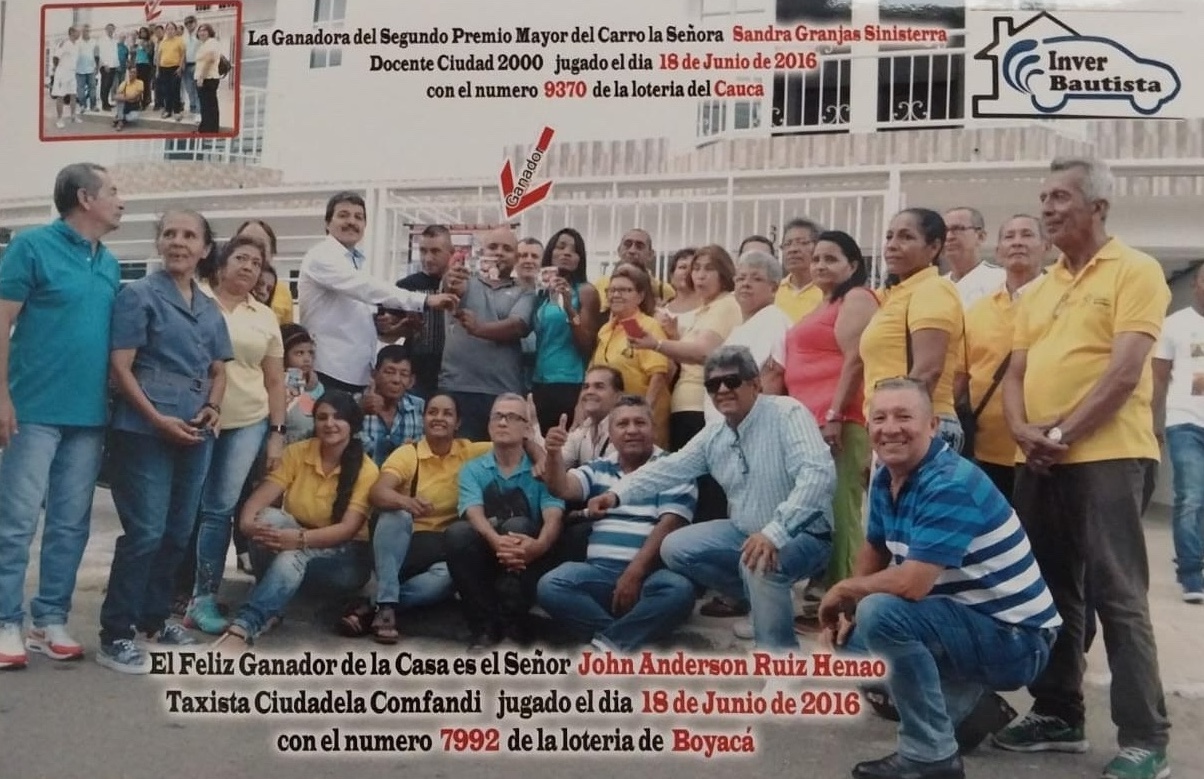 La Ganadora del Segundo Premio Mayor del Carro la Señora Sandra Granjas Sinisterra
Docente Ciudad 2000 jugado el dia 18 de Junio de 2016
con el numero 9370 de la loteria del Cauca
Inver
Bautista
Ganador
El Feliz Ganador de la Casa es el Señor John Anderson Ruiz Henao
Taxista Ciudadela Comfandi jugado el dia 18 de Junio de 2016
con el numero 7992 de la loteria de Boyacá